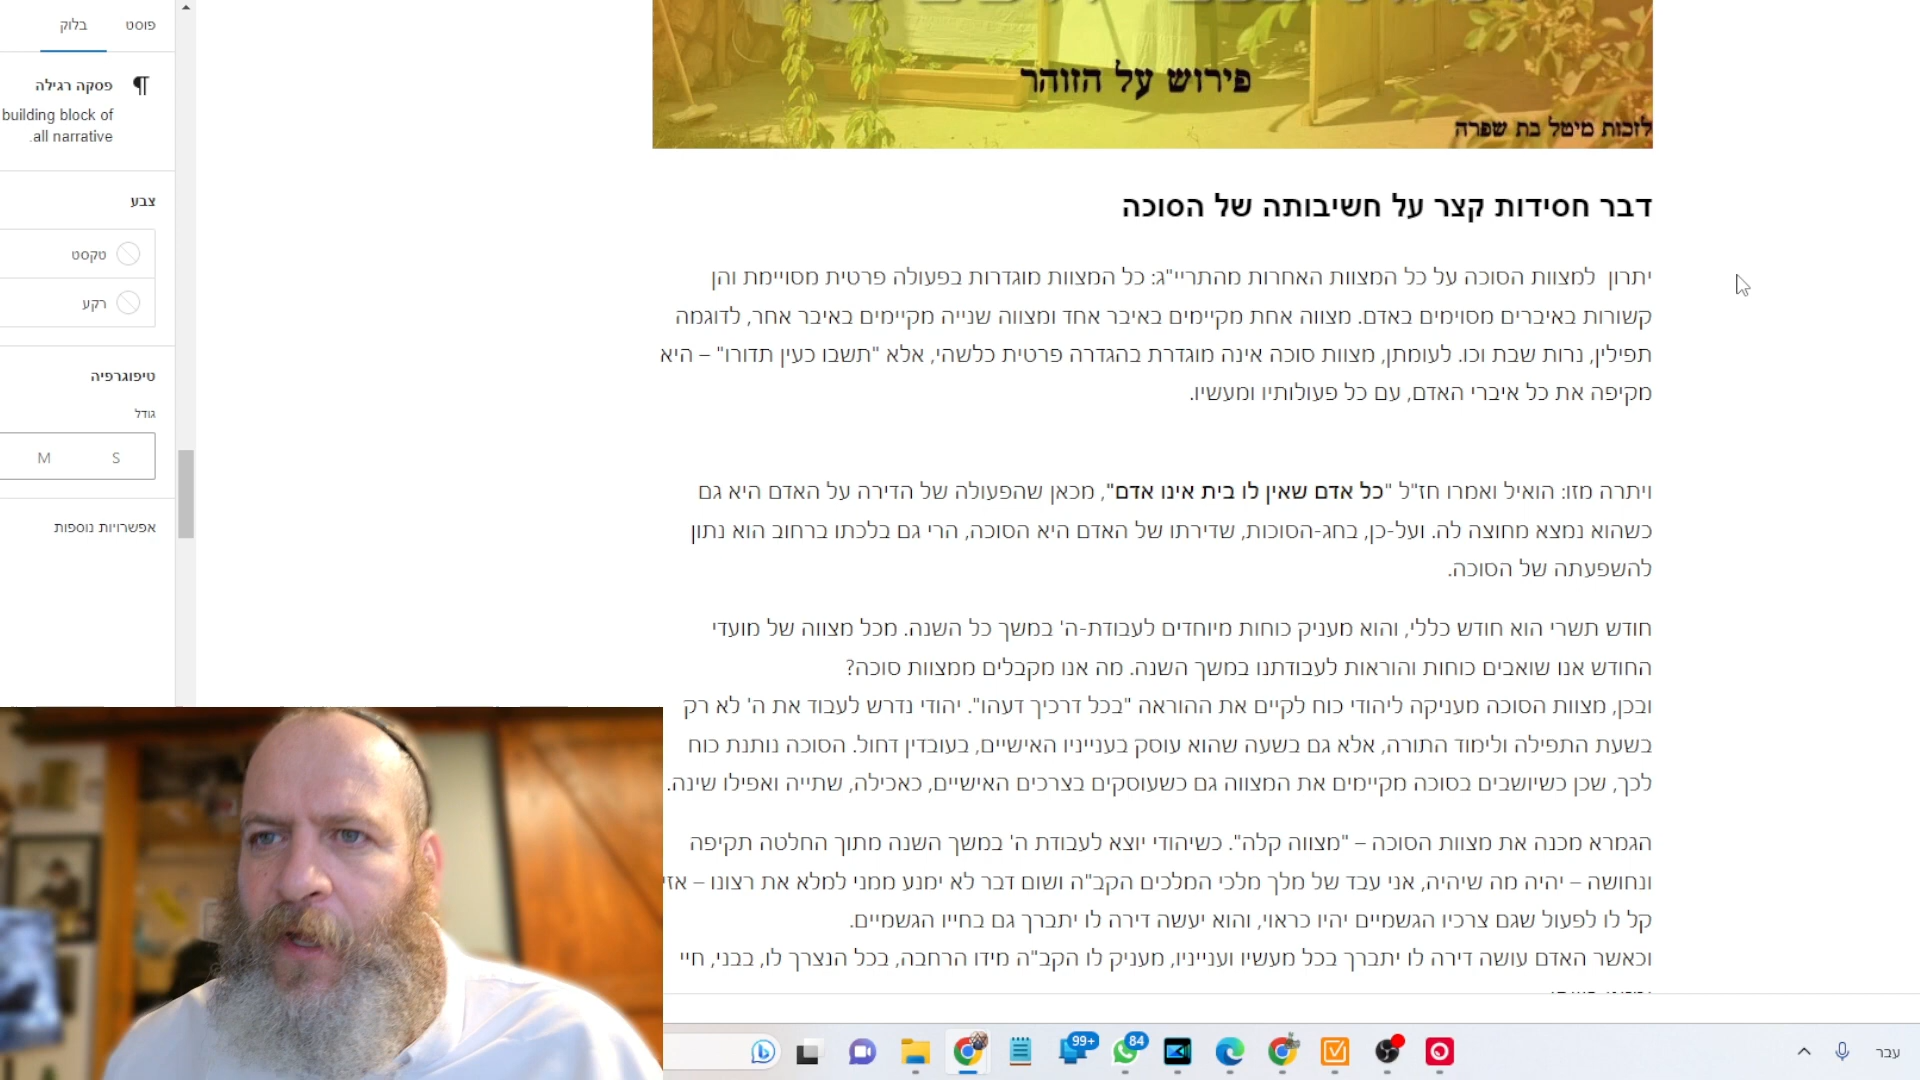 פוסט
בלוק
פסקה רגילה
building block of
all narrative.
צבע
טקסט
רקע
טיפוגרפיה
גודל
S
M
אפשרויות נוספות
פירוש על הזוהר
לזכות מיטל בת שפרה
דבר חסידות קצר על חשיבותה של הסוכה
יתרון למצוות הסוכה על כל המצוות האחרות מהתריי"ג: כל המצוות מוגדרות בפעולה פרטית מסויימת והן
קשורות באיברים מסוימים באדם. מצווה אחת מקיימים באיבר אחד ומצווה שנייה מקיימים באיבר אחר, לדוגמה
תפילין, נרות שבת וכו. לעומתן, מצוות סוכה אינה מוגדרת בהגדרה פרטית כלשהי, אלא "תשבו כעין תדורו" – היא
מקיפה את כל איברי האדם, עם כל פעולותיו ומעשיו.
ויתרה מזו: הואיל ואמרו חז"ל "כל אדם שאין לו בית אינו אדם", מכאן שהפעולה של הדירה על האדם היא גם
כשהוא נמצא מחוצה לה. ועל-כן, בחג-הסוכות, שדירתו של האדם היא הסוכה, הרי גם בלכתו ברחוב הוא נתון
להשפעתה של הסוכה.
חודש תשרי הוא חודש כללי, והוא מעניק כוחות מיוחדים לעבודת-ה' במשך כל השנה. מכל מצווה של מועדי
החודש אנו שואבים כוחות והוראות לעבודתנו במשך השנה. מה אנו מקבלים ממצוות סוכה?
ובכן, מצוות הסוכה מעניקה ליהודי כוח לקיים את ההוראה "בכל דרכיך דעהו". יהודי נדרש לעבוד את ה' לא רק
בשעת התפילה ולימוד התורה, אלא גם בשעה שהוא עוסק בענייניו האישיים, בעובדין דחול. הסוכה נותנת כוח
לכך, שכן כשיושבים בסוכה מקיימים את המצווה גם כשעוסקים בצרכים האישיים, כאכילה, שתייה ואפילו שינה.
הגמרא מכנה את מצוות הסוכה – "מצווה קלה". כשיהודי יוצא לעבודת ה' במשך השנה מתוך החלטה תקיפה
ונחושה – יהיה מה שיהיה, אני עבד של מלך מלכי המלכים הקב"ה ושום דבר לא ימנע ממני למלא את רצונו – אזי
קל לו לפעול שגם צרכיו הגשמיים יהיו כראוי, והוא יעשה דירה לו יתברך גם בחייו הגשמיים.
וכאשר האדם עושה דירה לו יתברך בכל מעשיו וענייניו, מעניק לו הקב"ה מידו הרחבה, בכל הנצרך לו, בבני, חיי
99+
84
עבר